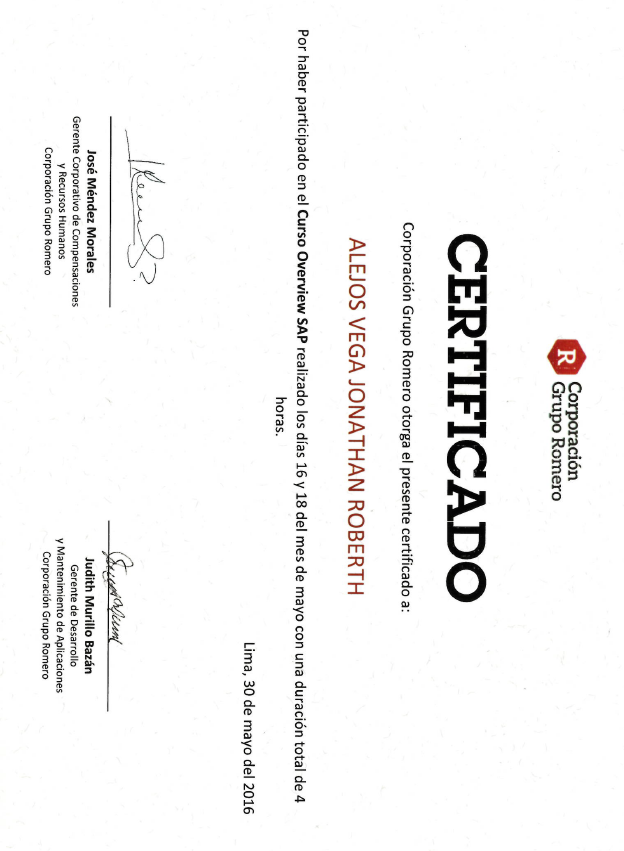 R
Corporación
Grupo Romero
CERTIFICADO
Corporación Grupo Romero otorga el presente certificado a:
ALEJOS VEGA JONATHAN ROBERTH
Por haber participado en el Curso Overview SAP realizado los días 16 y 18 del mes de mayo con una duración total de 4
horas.
Lima, 30 de mayo del 2016
José Méndez Morales
Gerente Corporativo de Compensaciones
y Recursos Humanos
Corporación Grupo Romero
Judith Murillo Bazán
Gerente de Desarrollo
y Mantenimiento de Aplicaciones
Corporación Grupo Romero